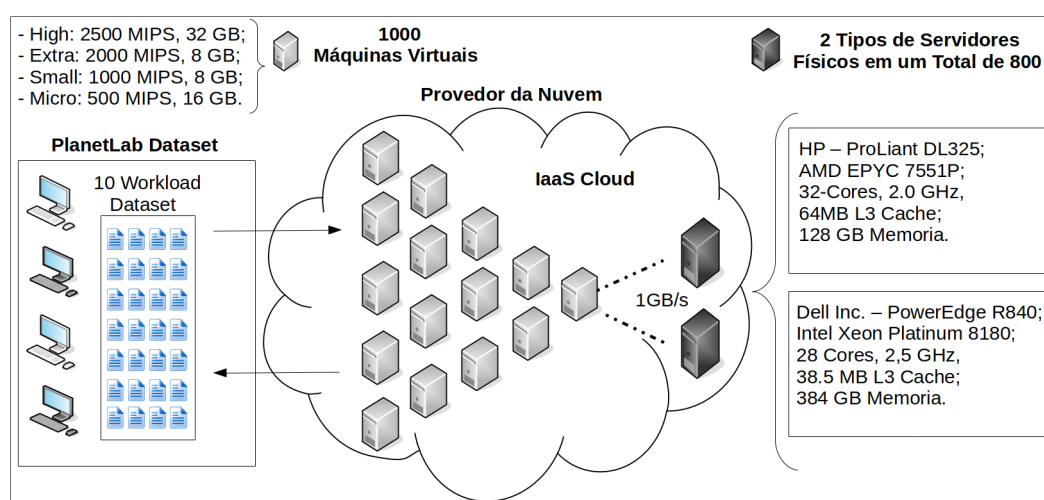 - High: 2500 MIPS, 32 GB;
- Extra: 2000 MIPS, 8 GB;
- Small: 1000 MIPS, 8 GB;
- Micro: 500 MIPS, 16 GB.
1000
Máquinas Virtuais
2 Tipos de Servidores
Físicos em um Total de 800
Provedor da Nuvem
PlanetLab Dataset
10 Workload
Dataset
IaaS Cloud
1GB/s
HP – ProLiant DL325;
AMD EPYC 7551P;
32-Cores, 2.0 GHz,
64MB L3 Cache;
128 GB Memoria.
Dell Inc. – PowerEdge R840;
Intel Xeon Platinum 8180;
28 Cores, 2,5 GHz,
38.5 MB L3 Cache;
384 GB Memoria.